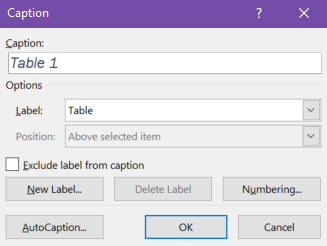 Caption ?
Caption:
Table 1
Options
Label: Table
Position: Above selected item
Exclude label from caption
New Label... Delete Label Numbering...
AutoCaption... OK Cancel